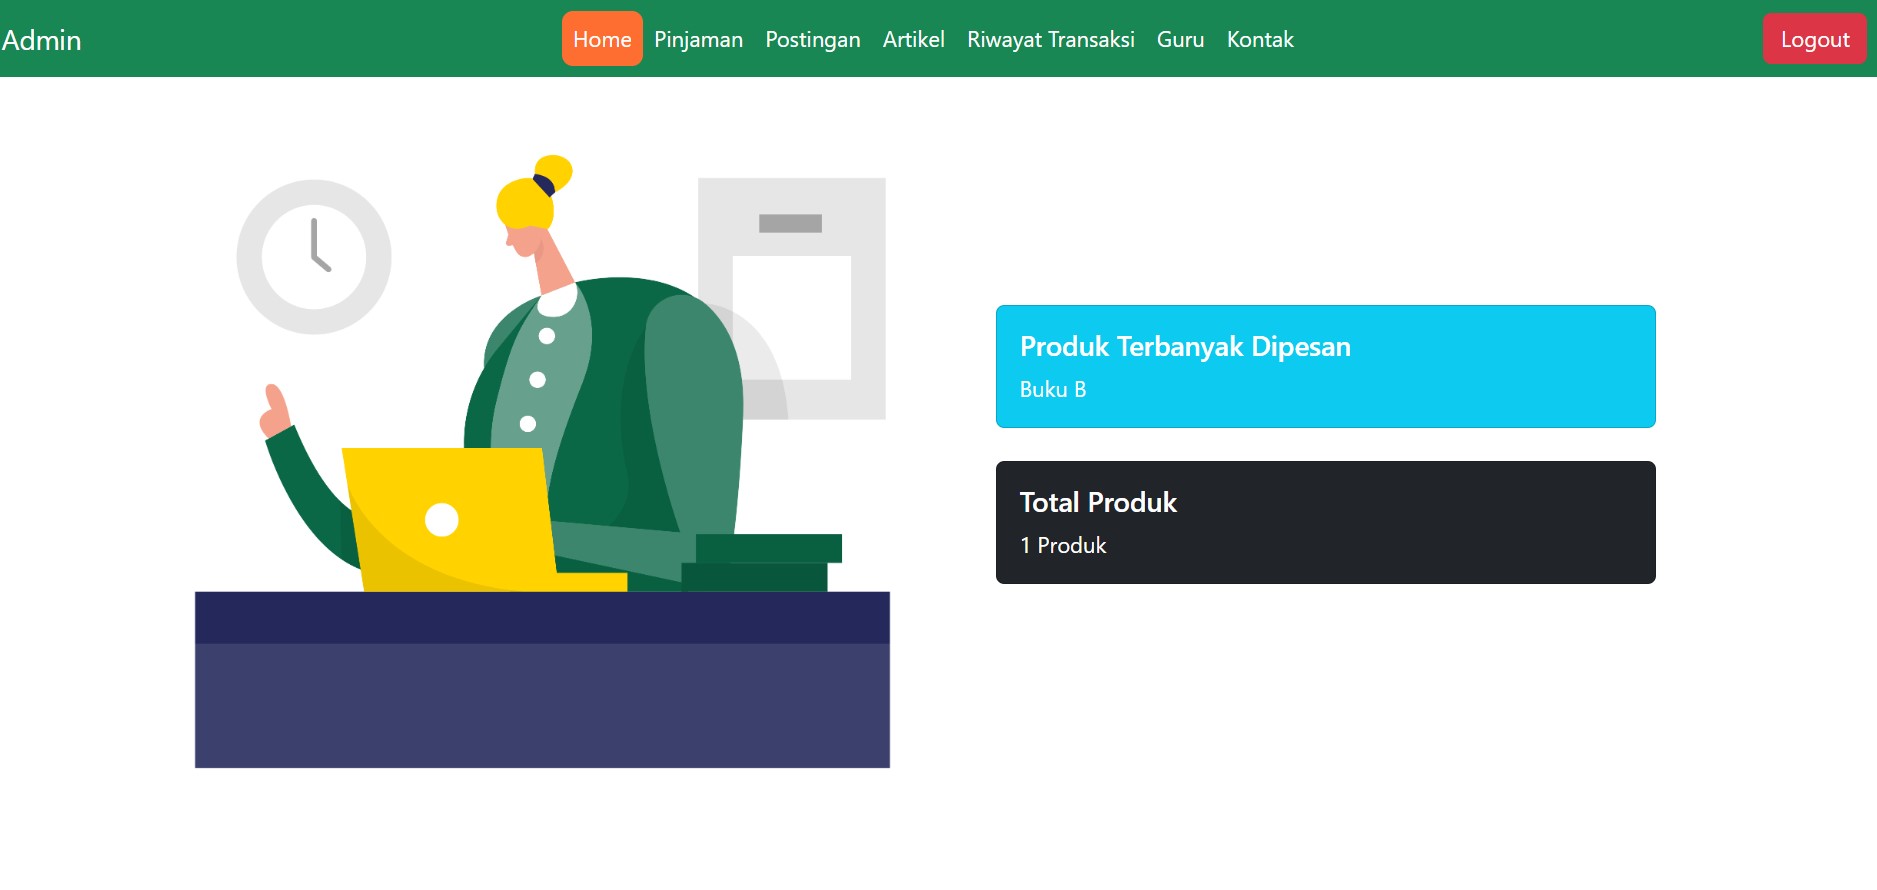 Admin
Home Pinjaman Postingan Artikel Riwayat Transaksi Guru Kontak
Logout
Produk Terbanyak Dipesan
Buku B
Total Produk
1 Produk